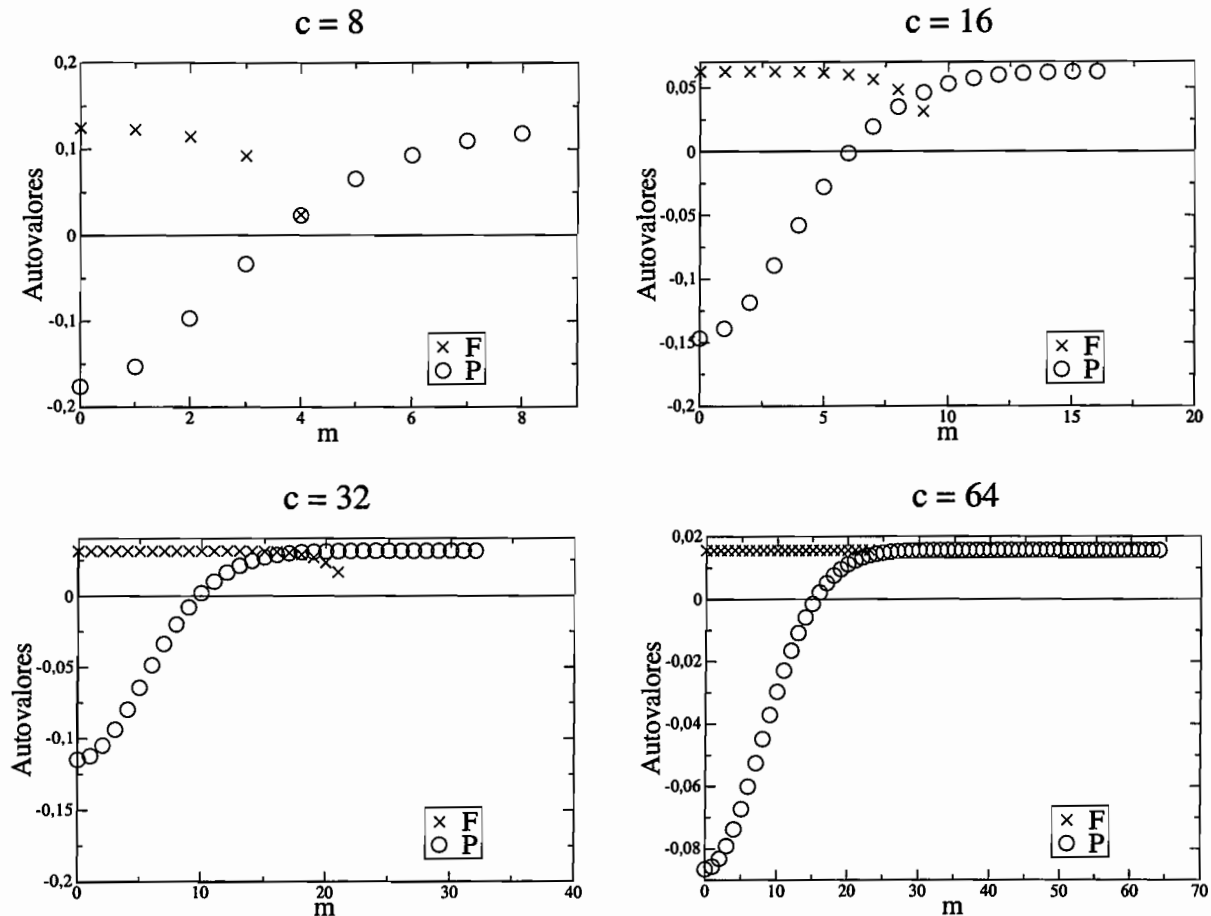 c = 8
0,2
0,1
0
-0,1
-0,2
Autovalores
0
2
4
6
8
m
× F
○ P
c = 16
0,05
0
-0,05
-0,1
-0,15
-0,2
Autovalores
0
5
10
15
20
m
× F
○ P
c = 32
0
-0,05
-0,1
-0,15
-0,2
Autovalores
0
10
20
30
40
m
× F
○ P
c = 64
0,02
0
-0,02
-0,04
-0,06
-0,08
Autovalores
0
10
20
30
40
50
60
70
m
× F
○ P